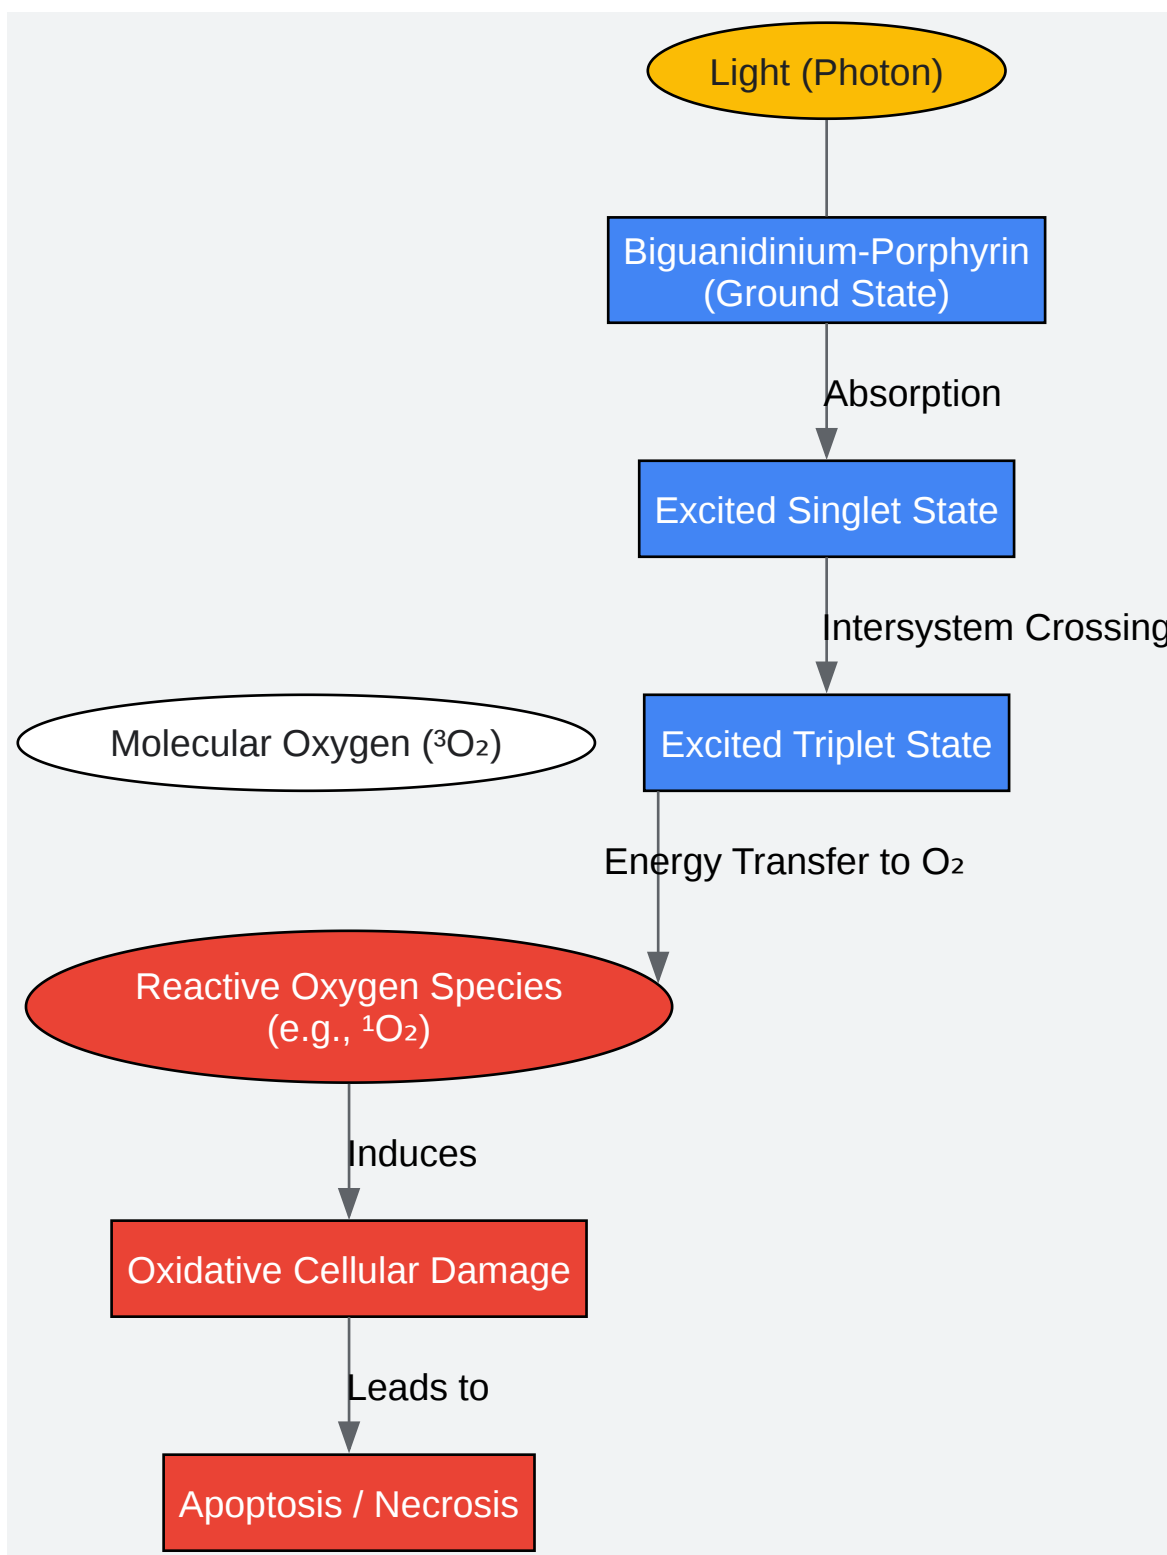 Light (Photon)
Biguanidinium-Porphyrin
(Ground State)
Absorption
Excited Singlet State
Intersystem Crossing
Molecular Oxygen (³O₂)
Excited Triplet State
Energy Transfer to O₂
Reactive Oxygen Species
(e.g., ¹O₂)
Induces
Oxidative Cellular Damage
Leads to
Apoptosis / Necrosis